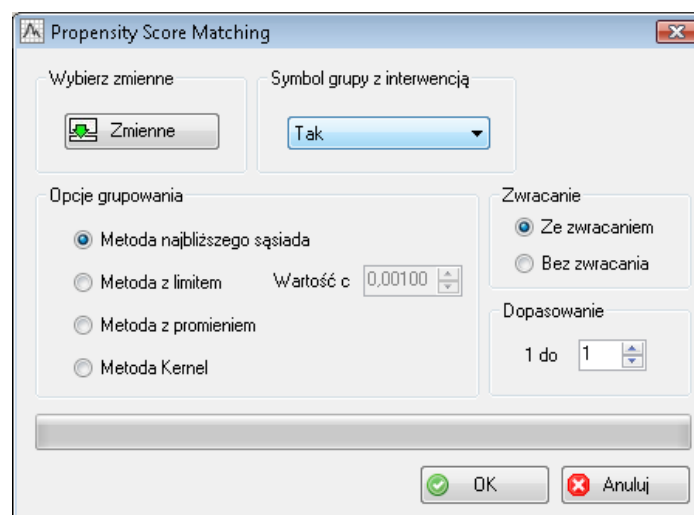 Propensity Score Matching
Wybierz zmienne
Zmienne
Symbol grupy z interwencją
Tak
Opcje grupowania
Metoda najbliższego sąsiada
Metoda z limitem
Wartość c
0,00100
Metoda z promieniem
Metoda Kernel
Zwracanie
Ze zwracaniem
Bez zwracania
Dopasowanie
1 do
1
OK
Anuluj